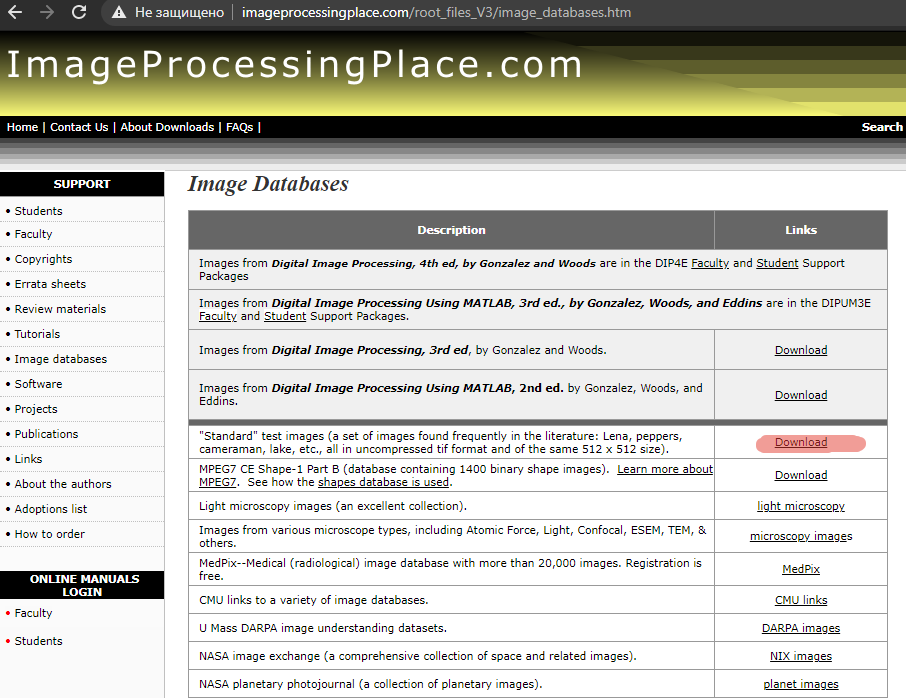 Не защищено imageprocessingplace.com/root_files_V3/image_databases.htm
ImageProcessingPlace.com
Home | Contact Us | About Downloads | FAQs |
Search
SUPPORT
• Students
• Faculty
• Copyrights
• Errata sheets
• Review materials
• Tutorials
• Image databases
• Software
• Projects
• Publications
• Links
• About the authors
• Adoptions list
• How to order
ONLINE MANUALS
LOGIN
• Faculty
• Students
Image Databases
Description
Links
Images from Digital Image Processing, 4th ed, by Gonzalez and Woods are in the DIP4E Faculty and Student Support
Packages
Images from Digital Image Processing Using MATLAB, 3rd ed., by Gonzalez, Woods, and Eddins are in the DIPUM3E
Faculty and Student Support Packages.
Images from Digital Image Processing, 3rd ed, by Gonzalez and Woods.
Download
Images from Digital Image Processing Using MATLAB, 2nd ed. by Gonzalez, Woods, and
Eddins.
Download
"Standard" test images (a set of images found frequently in the literature: Lena, peppers,
cameraman, lake, etc., all in uncompressed tif format and of the same 512 x 512 size).
Download
MPEG7 CE Shape-1 Part B (database containing 1400 binary shape images). Learn more about
MPEG7. See how the shapes database is used.
Download
Light microscopy images (an excellent collection).
light microscopy
Images from various microscope types, including Atomic Force, Light, Confocal, ESEM, TEM, &
others.
microscopy images
MedPix--Medical (radiological) image database with more than 20,000 images. Registration is
free.
MedPix
CMU links to a variety of image databases.
CMU links
U Mass DARPA image understanding datasets.
DARPA images
NASA image exchange (a comprehensive collection of space and related images).
NIX images
NASA planetary photojournal (a collection of planetary images).
planet images